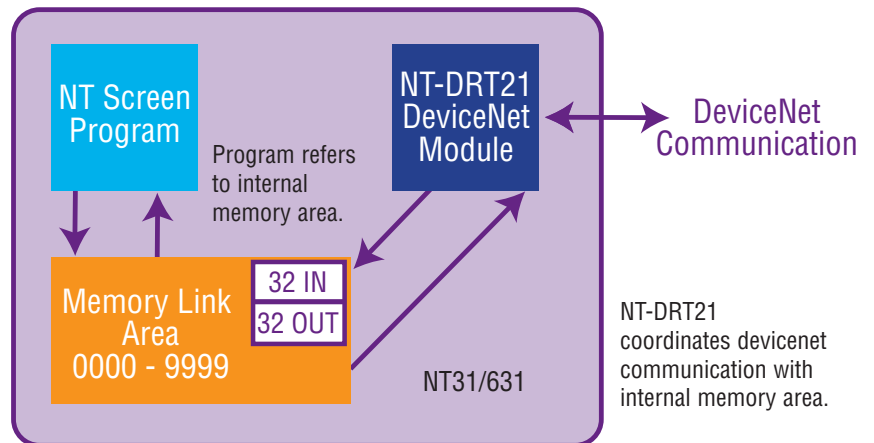 NT Screen
Program
NT-DRT21
DeviceNet
Module
DeviceNet
Communication
Program refers
to internal
memory area.
Memory Link
Area
0000 - 9999
32 IN
32 OUT
NT31/631
NT-DRT21
coordinates devicenet
communication with
internal memory area.